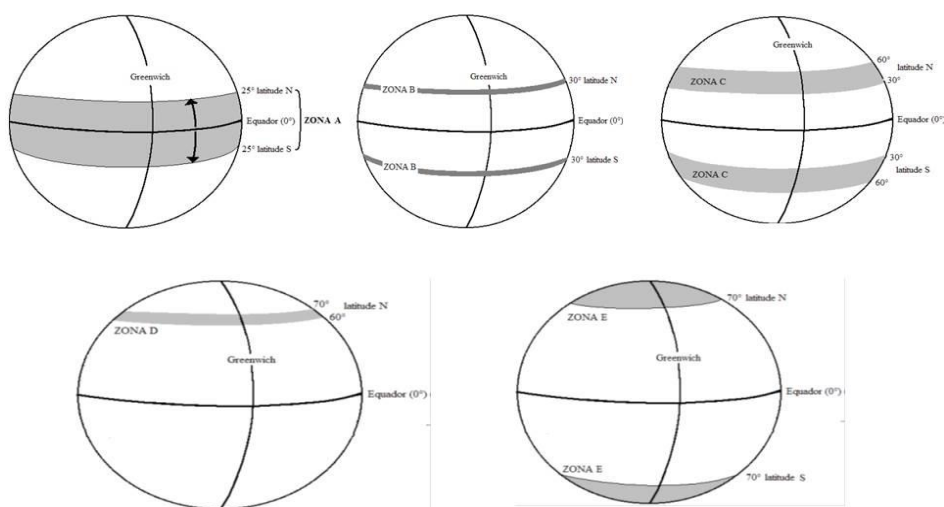 Greenwich
25° latitude N
Equador (0°)
ZONA A
25° latitude S
Greenwich
ZONA B
30° latitude N
Equador (0°)
ZONA B
30° latitude S
Greenwich
60°
latitude N
30°
ZONA C
Equador (0°)
30°
ZONA C
latitude S
60°
70°
latitude N
60°
ZONA D
Greenwich
Equador (0°)
70° latitude N
ZONA E
Greenwich
Equador (0°)
ZONA E
70° latitude S